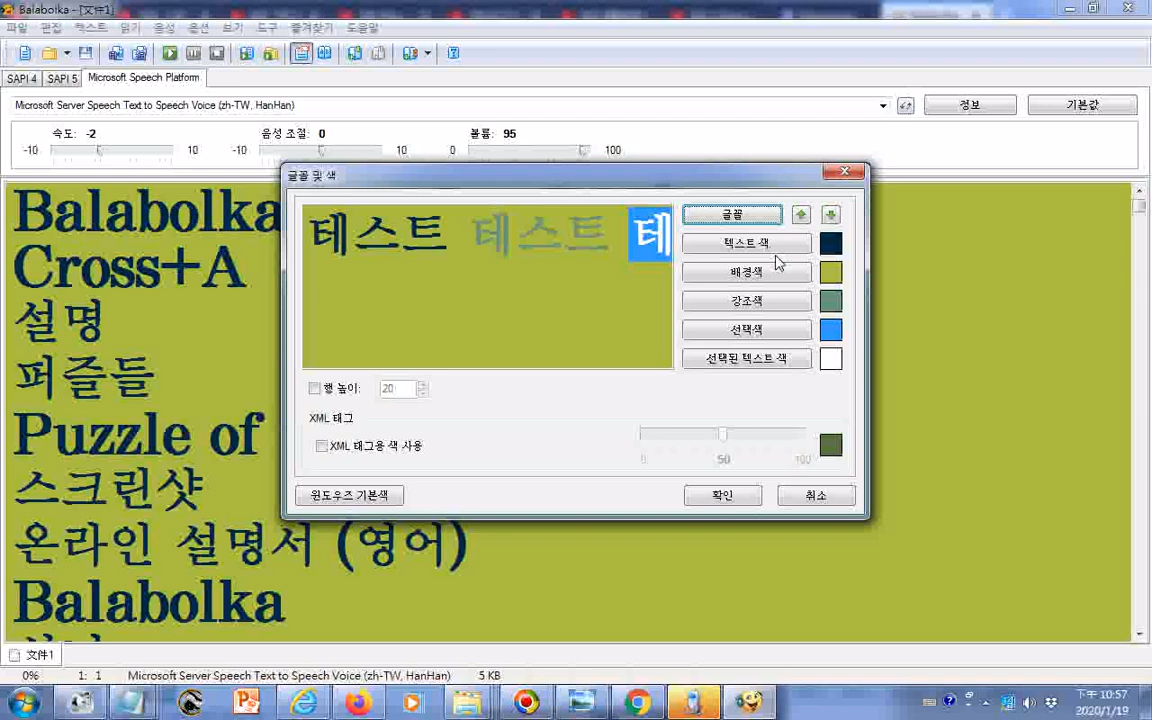 Balabolka - [文件1]
파일 편집 텍스트 읽기 음성 옵션 보기 도구 즐겨찾기 도움말
SAPI 4 SAPI 5 Microsoft Speech Platform
Microsoft Server Speech Text to Speech Voice (zh-TW, HanHan) 정보 기본값
속도: -2 음성 조절: 0 볼륨: 95
-10 10 -10 10 0 100
글꼴 및 색
테스트 테스트 테
글꼴
텍스트 색
배경색
강조색
선택색
선택된 텍스트 색
행 높이: 20
XML 태그
XML 태그용 색 사용
0 50 100
윈도우즈 기본색 확인 취소
Balabolka
Cross+A
설명
퍼즐들
Puzzle of
스크린샷
온라인 설명서 (영어)
Balabolka
文件1
0% 1: 1 Microsoft Server Speech Text to Speech Voice (zh-TW, HanHan) 5 KB
下午 10:57
2020/1/19